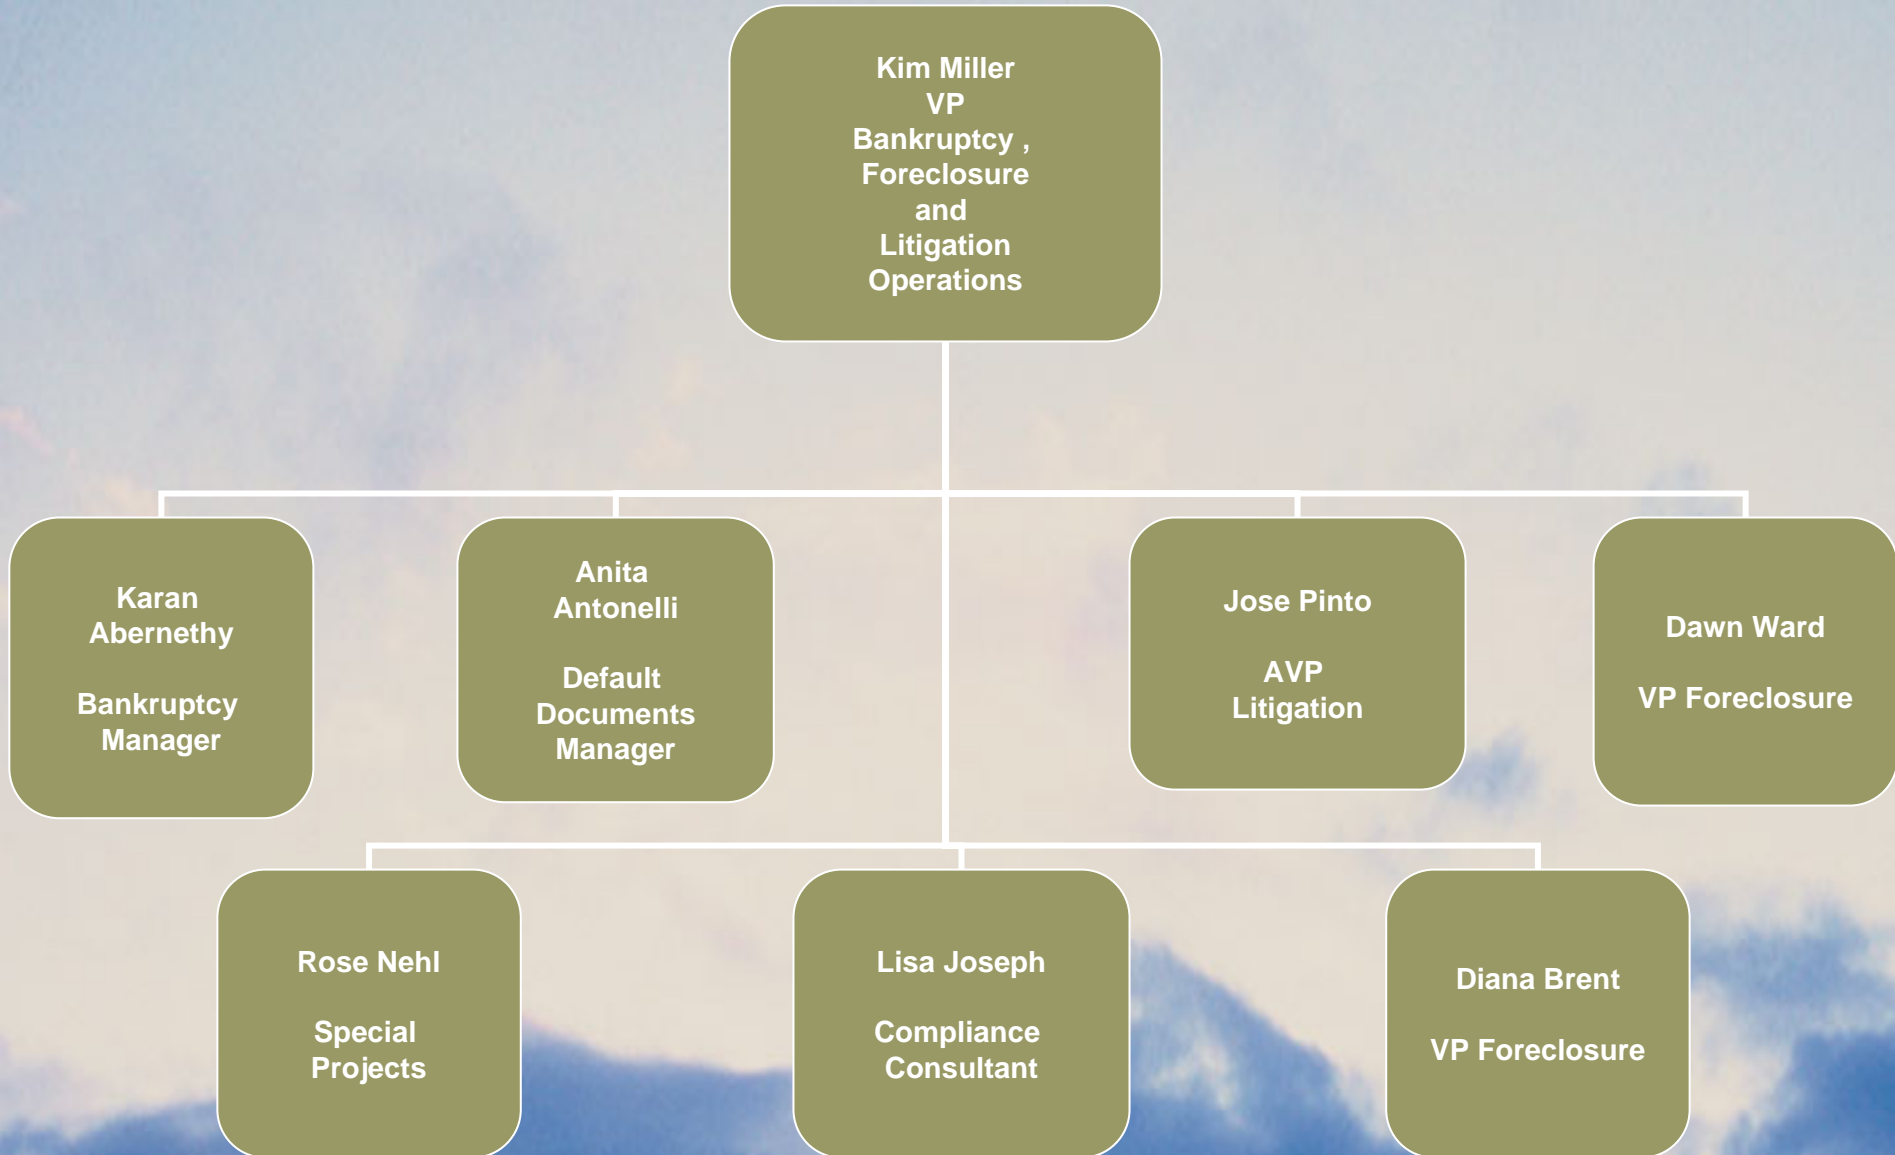 Kim Miller
VP
Bankruptcy ,
Foreclosure
and
Litigation
Operations
Karan
Abernethy
Bankruptcy
Manager
Anita
Antonelli
Default
Documents
Manager
Jose Pinto
AVP
Litigation
Dawn Ward
VP Foreclosure
Rose Nehl
Special
Projects
Lisa Joseph
Compliance
Consultant
Diana Brent
VP Foreclosure